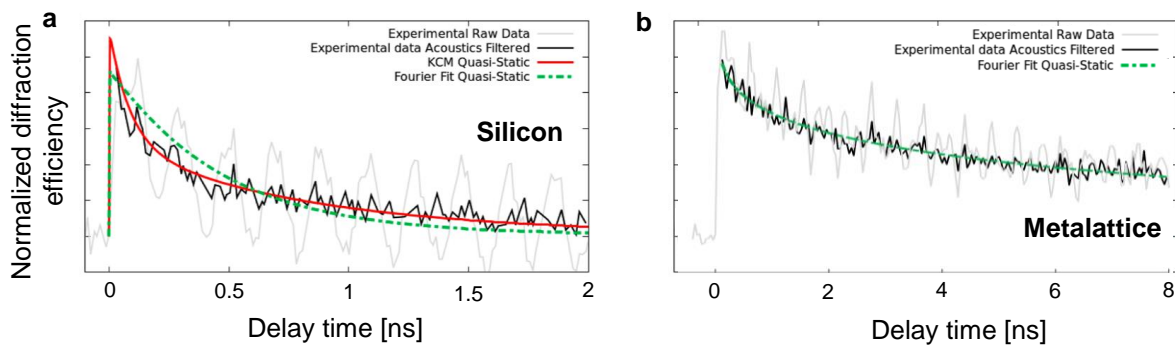 a
Normalized diffraction
efficiency
Experimental Raw Data
Experimental data Acoustics Filtered
KCM Quasi-Static
Fourier Fit Quasi-Static
Silicon
0
0.5
1
1.5
2
Delay time [ns]
b
Experimental Raw Data
Experimental data Acoustics Filtered
Fourier Fit Quasi-Static
Metalattice
0
2
4
6
8
Delay time [ns]